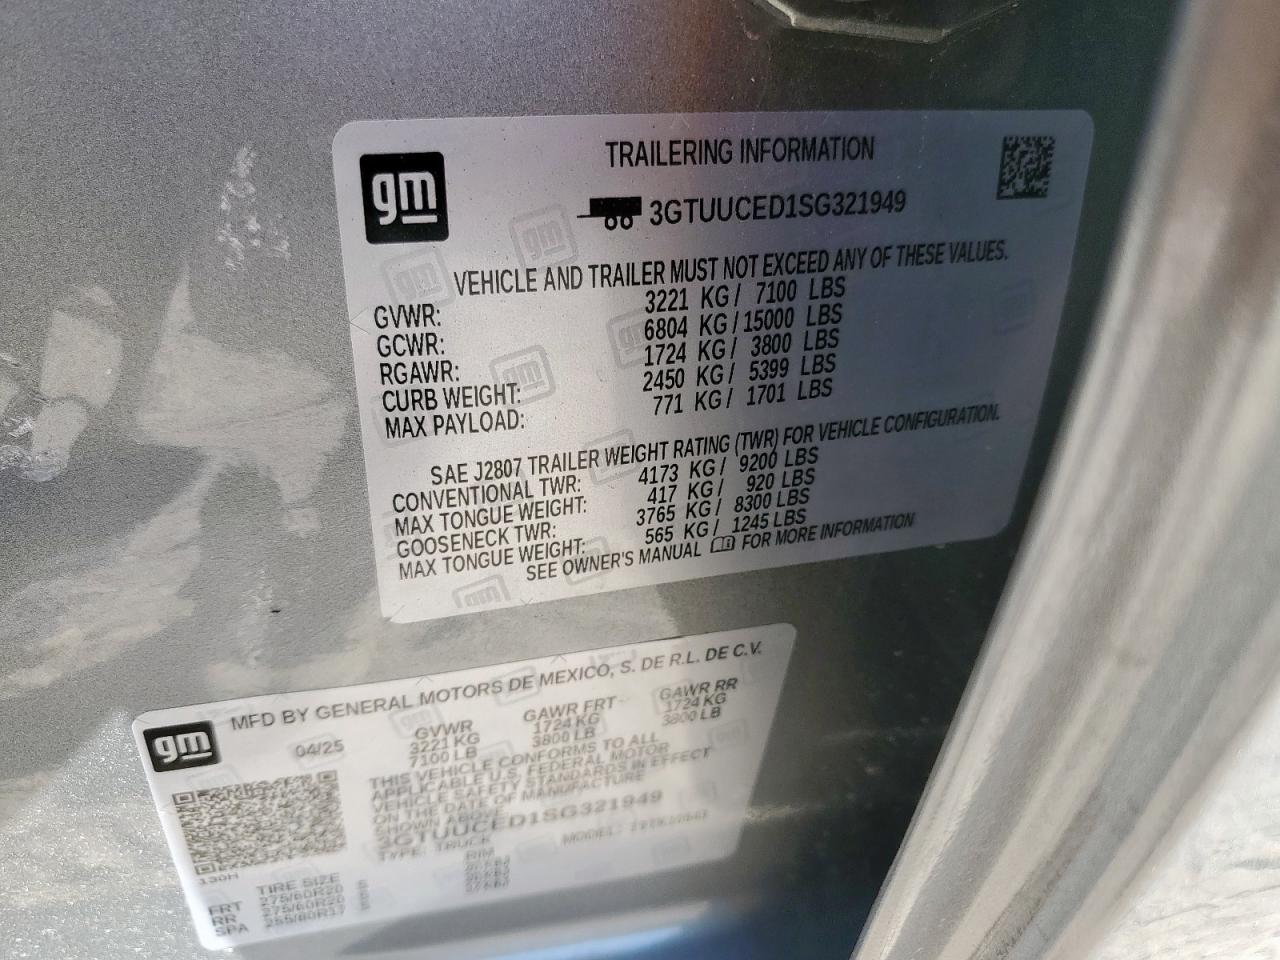 gm
TRAILERING INFORMATION
3GTUUCED1SG321949
VEHICLE AND TRAILER MUST NOT EXCEED ANY OF THESE VALUES.
GVWR: 3221 KG / 7100 LBS
GCWR: 6804 KG / 15000 LBS
RGAWR: 1724 KG / 3800 LBS
CURB WEIGHT: 2450 KG / 5399 LBS
MAX PAYLOAD: 771 KG / 1701 LBS
SAE J2807 TRAILER WEIGHT RATING (TWR) FOR VEHICLE CONFIGURATION.
CONVENTIONAL TWR: 4173 KG / 9200 LBS
MAX TONGUE WEIGHT: 417 KG / 920 LBS
GOOSENECK TWR: 3765 KG / 8300 LBS
MAX TONGUE WEIGHT: 565 KG / 1245 LBS
SEE OWNER'S MANUAL FOR MORE INFORMATION
gm
MFD BY GENERAL MOTORS DE MEXICO, S. DE R.L. DE C.V.
04/25 GVWR GAWR FRT GAWR RR
3221 KG 1724 KG 1724 KG
7100 LB 3800 LB 3800 LB
THIS VEHICLE CONFORMS TO ALL
APPLICABLE U.S. FEDERAL MOTOR
VEHICLE SAFETY STANDARDS IN EFFECT
ON THE DATE OF MANUFACTURE
SHOWN ABOVE.
3GTUUCED1SG321949
TYPE: TRUCK MODEL:
130H
TIRE SIZE RIM
FRT 275/60R20
RR 275/60R20
SPA 255/80R17